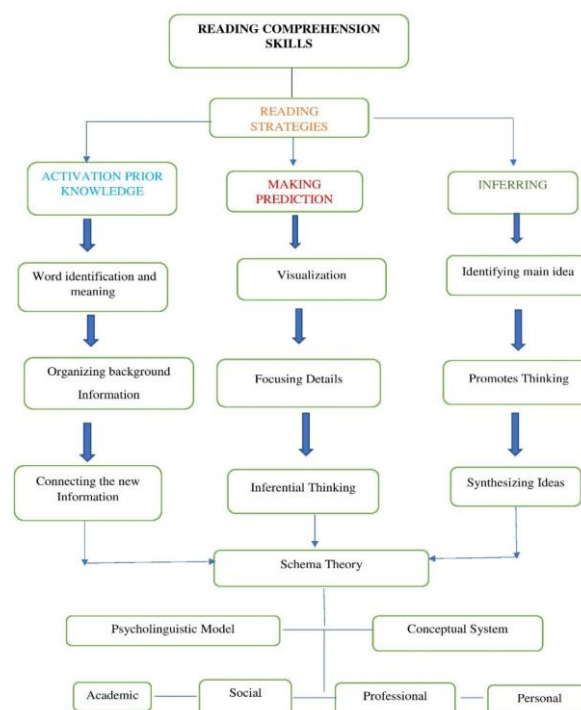 READING COMPREHENSION
SKILLS
READING
STRATEGIES
ACTIVATION PRIOR
KNOWLEDGE
MAKING
PREDICTION
INFERRING
Word identification and
meaning
Visualization
Identifying main idea
Organizing background
Information
Focusing Details
Promotes Thinking
Connecting the new
Information
Inferential Thinking
Synthesizing Ideas
Schema Theory
Psycholinguistic Model
Conceptual System
Academic
Social
Professional
Personal